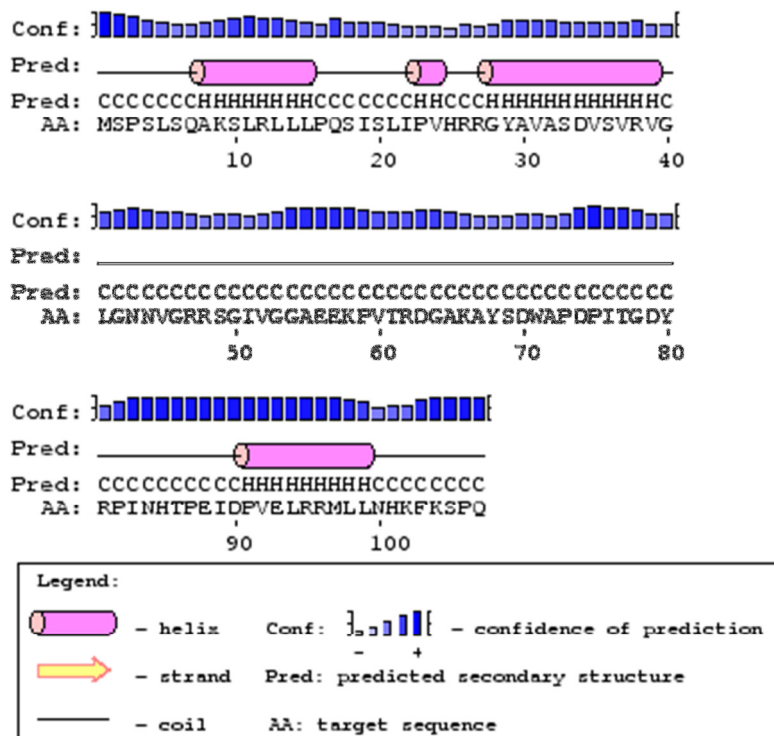 Conf:
Pred:
Pred: CCCCCCCHHHHHHHHCCCCCCCHHCCCHHHHHHHHHHHHC
AA: MSPSLSQAKSLRLLLPQSISLIPVHRRGYAVASDVSVRVG
10 20 30 40
Conf:
Pred:
Pred: CCCCCCCCCCCCCCCCCCCCCCCCCCCCCCCCCCCCCCCC
AA: LGNNVGRRSGIVGGAEEKPVTRDGAKAYSDWAPDPITGDY
50 60 70 80
Conf:
Pred:
Pred: CCCCCCCCCCHHHHHHHHHCCCCCCCC
AA: RPINHTPEIDPVELRRMLLNHKFKSPQ
90 100
Legend:
- helix Conf: - confidence of prediction
- +
- strand Pred: predicted secondary structure
- coil AA: target sequence